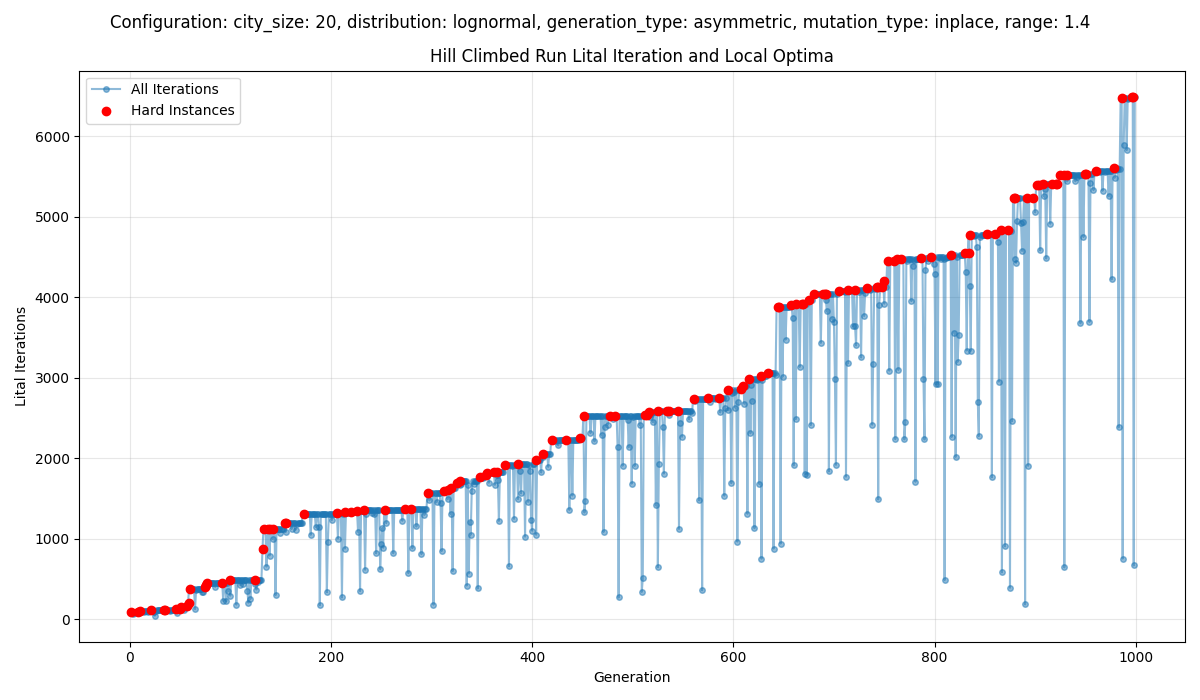 Configuration: city_size: 20, distribution: lognormal, generation_type: asymmetric, mutation_type: inplace, range: 1.4
Hill Climbed Run Lital Iteration and Local Optima
All Iterations
Hard Instances
Lital Iterations
6000
5000
4000
3000
2000
1000
0
0 200 400 600 800 1000
Generation